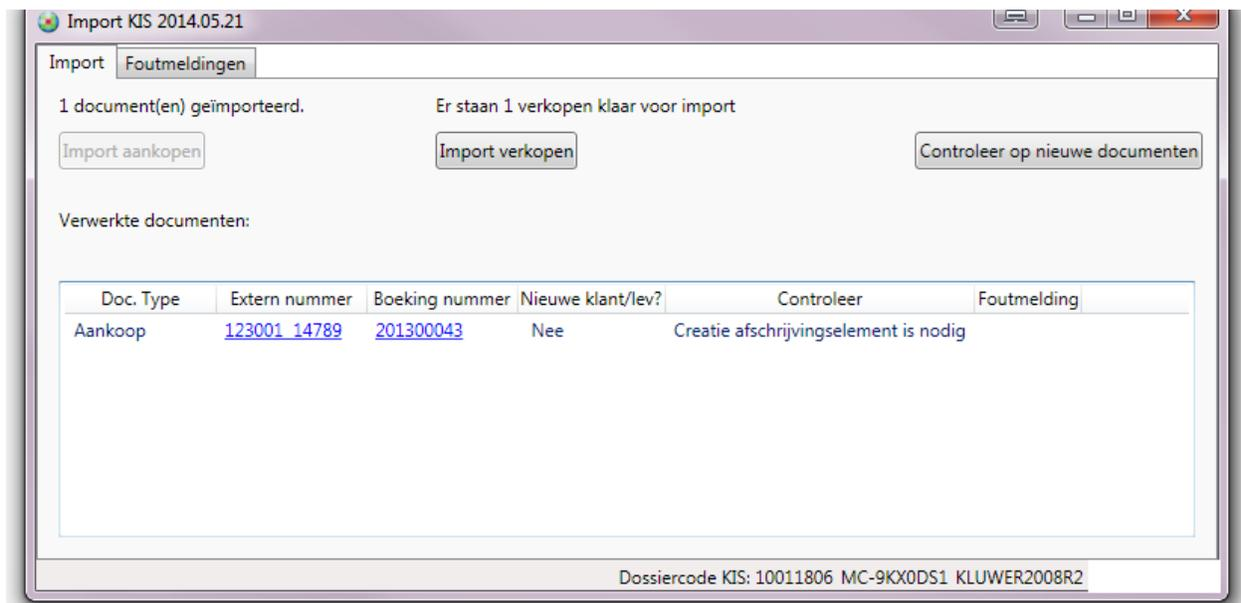 Import KIS 2014.05.21
Import Foutmeldingen
1 document(en) geïmporteerd. Er staan 1 verkopen klaar voor import
Import aankopen Import verkopen Controleer op nieuwe documenten
Verwerkte documenten:
Doc. Type Extern nummer Boeking nummer Nieuwe klant/lev? Controleer Foutmelding
Aankoop 123001_14789 201300043 Nee Creatie afschrijvingselement is nodig
Dossiercode KIS: 10011806 MC-9KX0DS1 KLUWER2008R2